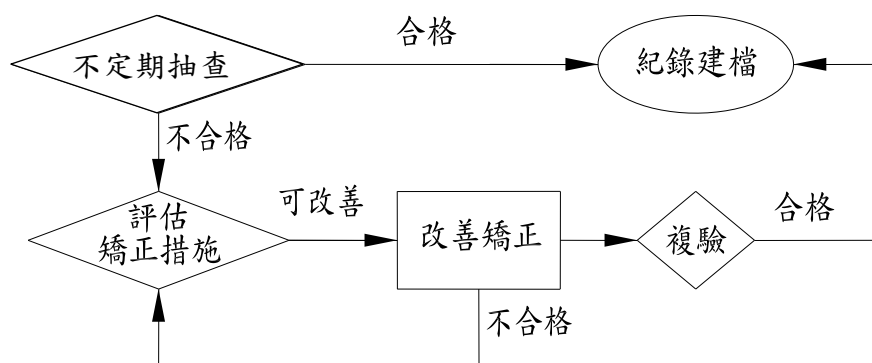 合格
不定期抽查
紀錄建檔
不合格
評估
矯正措施
可改善
改善矯正
複驗
合格
不合格